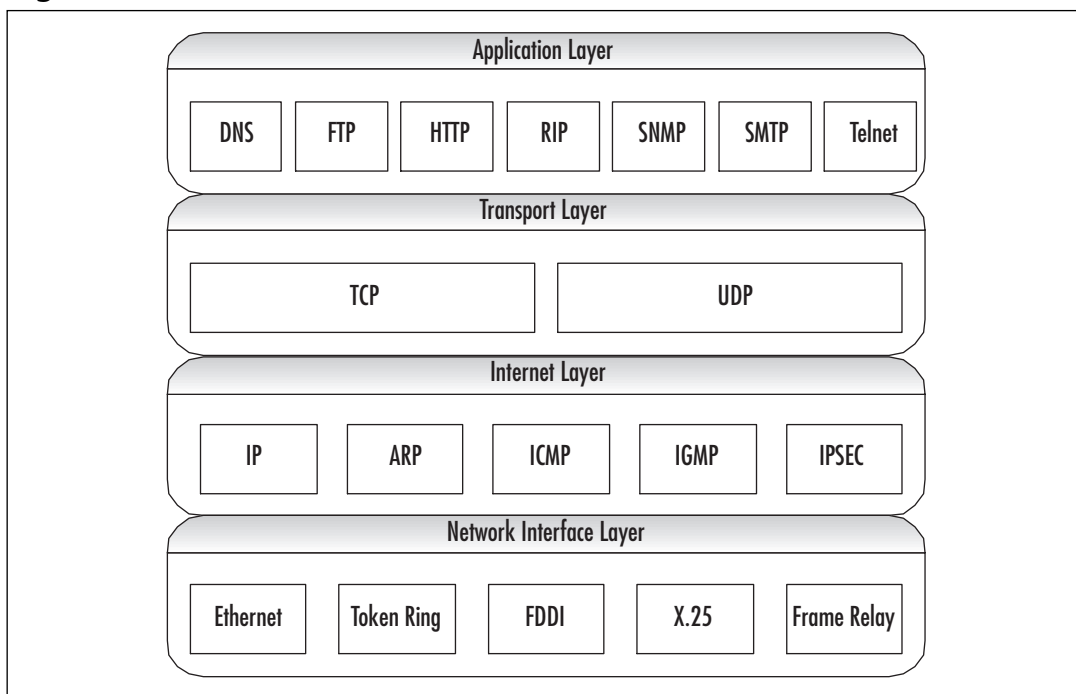 Application Layer
DNS FTP HTTP RIP SNMP SMTP Telnet
Transport Layer
TCP UDP
Internet Layer
IP ARP ICMP IGMP IPSEC
Network Interface Layer
Ethernet Token Ring FDDI X.25 Frame Relay